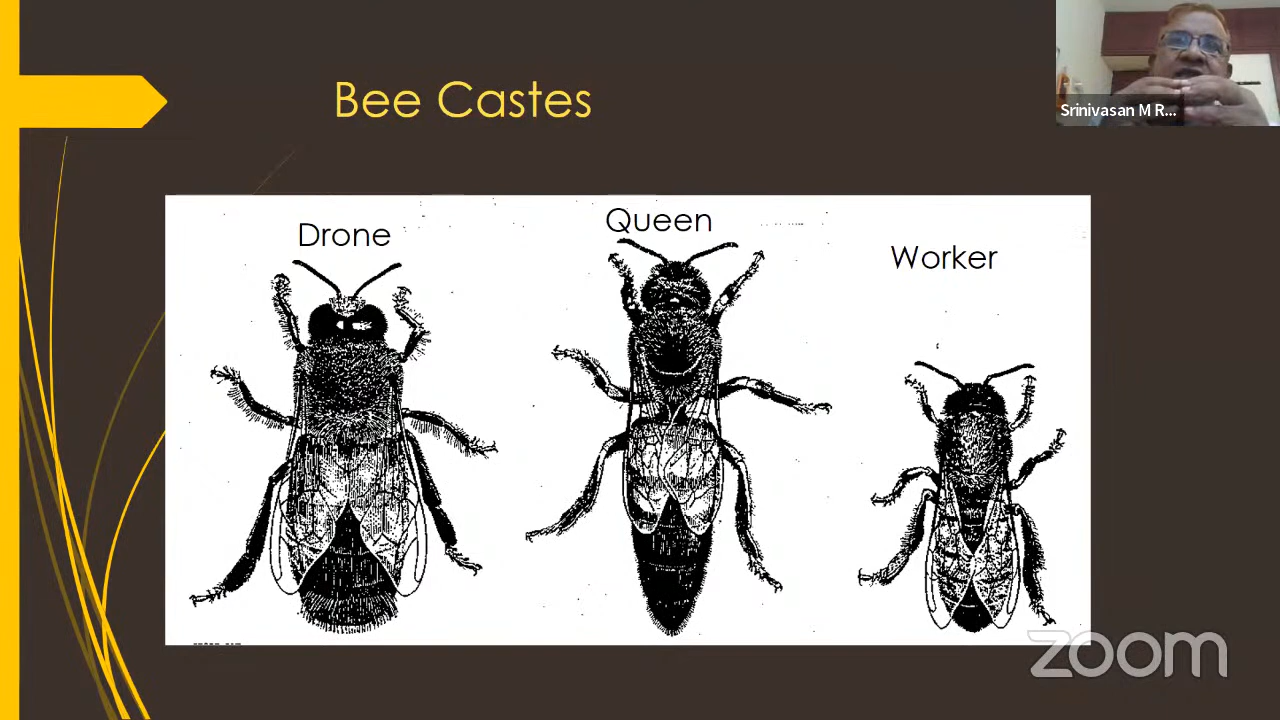 Bee Castes
Srinivasan M R...
Drone
Queen
Worker
zoom